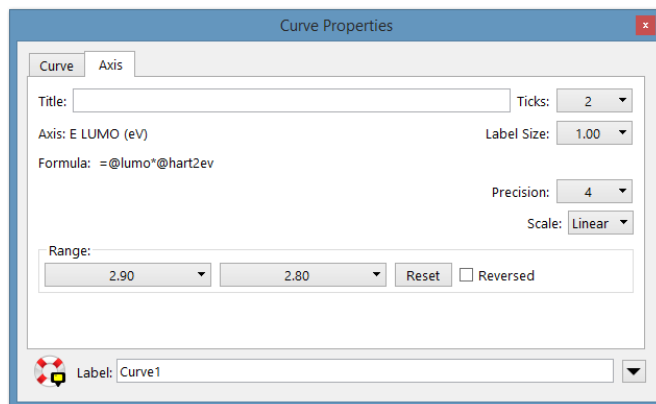 Curve Properties
x
Curve Axis
Title: Ticks: 2
Axis: E LUMO (eV) Label Size: 1.00
Formula: =@lumo*@hart2ev
Precision: 4
Scale: Linear
Range:
2.90 2.80 Reset Reversed
Label: Curve1